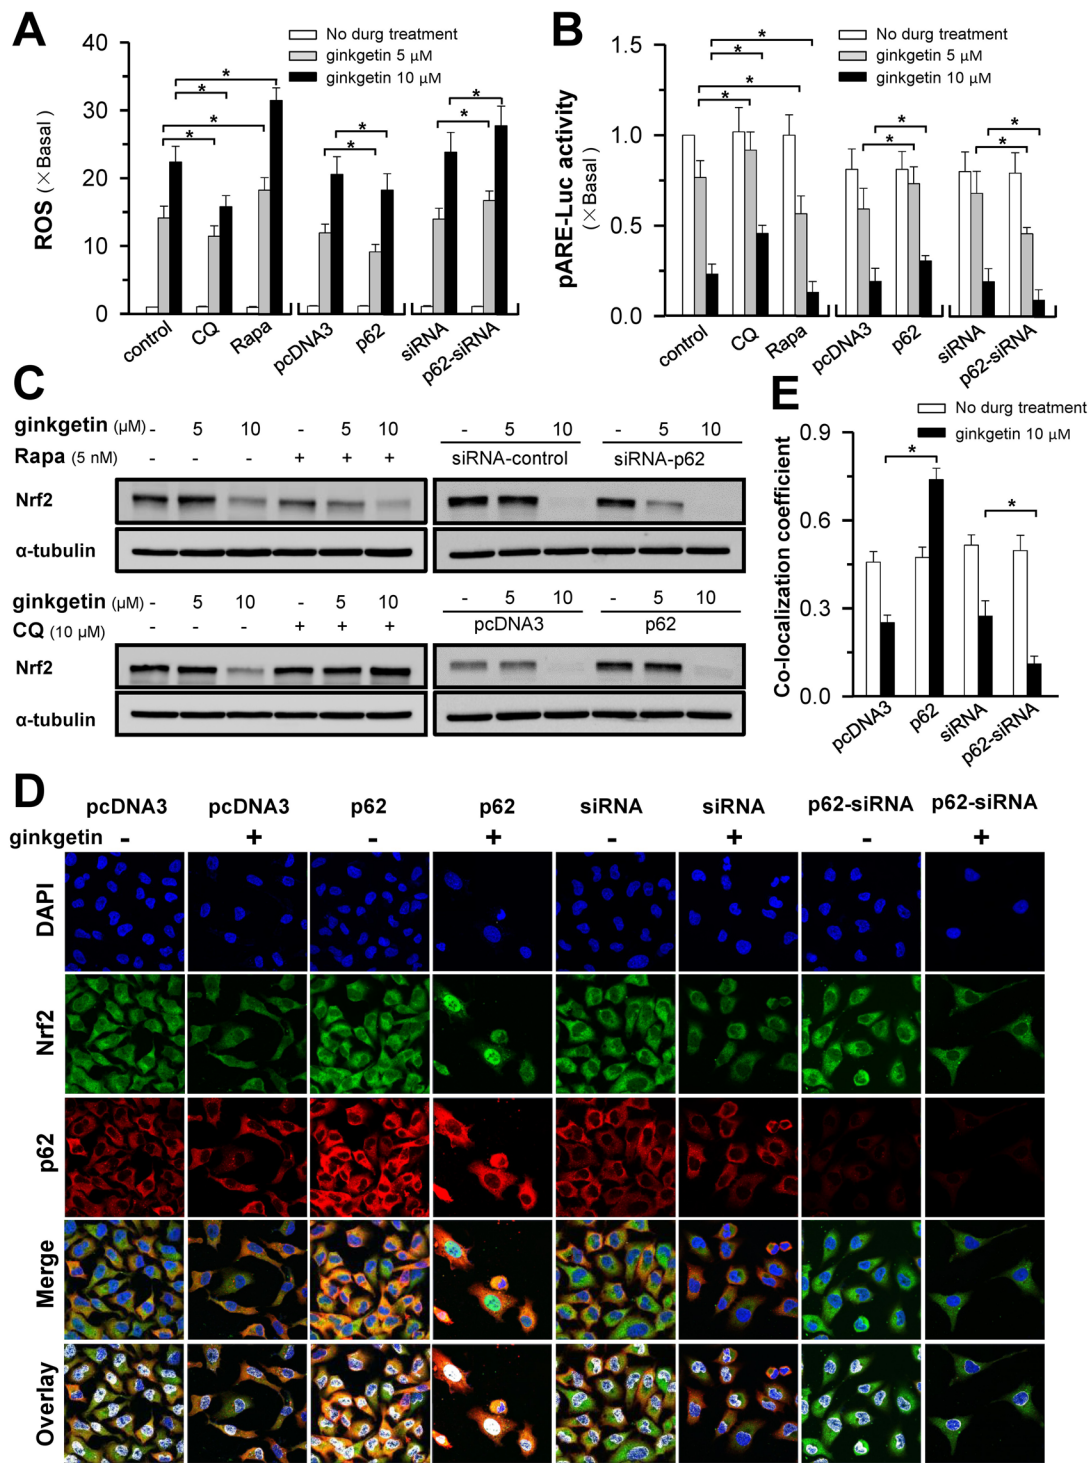 A
ROS (×Basal)
40
30
20
10
0
No durg treatment
ginkgetin 5 μM
ginkgetin 10 μM
* * * * * * * *
control CQ Rapa pcDNA3 p62 siRNA p62-siRNA
B
pARE-Luc activity
(×Basal)
1.5
1.0
0.5
0.0
No durg treatment
ginkgetin 5 μM
ginkgetin 10 μM
* * * * * * * *
control CQ Rapa pcDNA3 p62 siRNA p62-siRNA
C
ginkgetin (μM) - 5 10 - 5 10 - 5 10 - 5 10
Rapa (5 nM) - - - + + + siRNA-control siRNA-p62
Nrf2
α-tubulin
ginkgetin (μM) - 5 10 - 5 10 - 5 10 - 5 10
CQ (10 μM) - - - + + + pcDNA3 p62
Nrf2
α-tubulin
E
No durg treatment
ginkgetin 10 μM
Co-localization coefficient
0.9
0.6
0.3
0.0
* *
pcDNA3 p62 siRNA p62-siRNA
D
pcDNA3 pcDNA3 p62 p62 siRNA siRNA p62-siRNA p62-siRNA
ginkgetin - + - + - + - +
DAPI
Nrf2
p62
Merge
Overlay